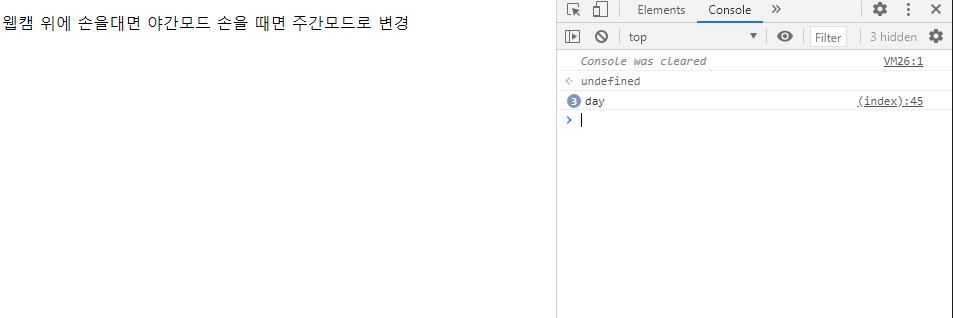 웹캠 위에 손을대면 야간모드 손을 때면 주간모드로 변경
Elements Console »
top ▼ Filter 3 hidden
Console was cleared VM26:1
undefined
3 day (index):45